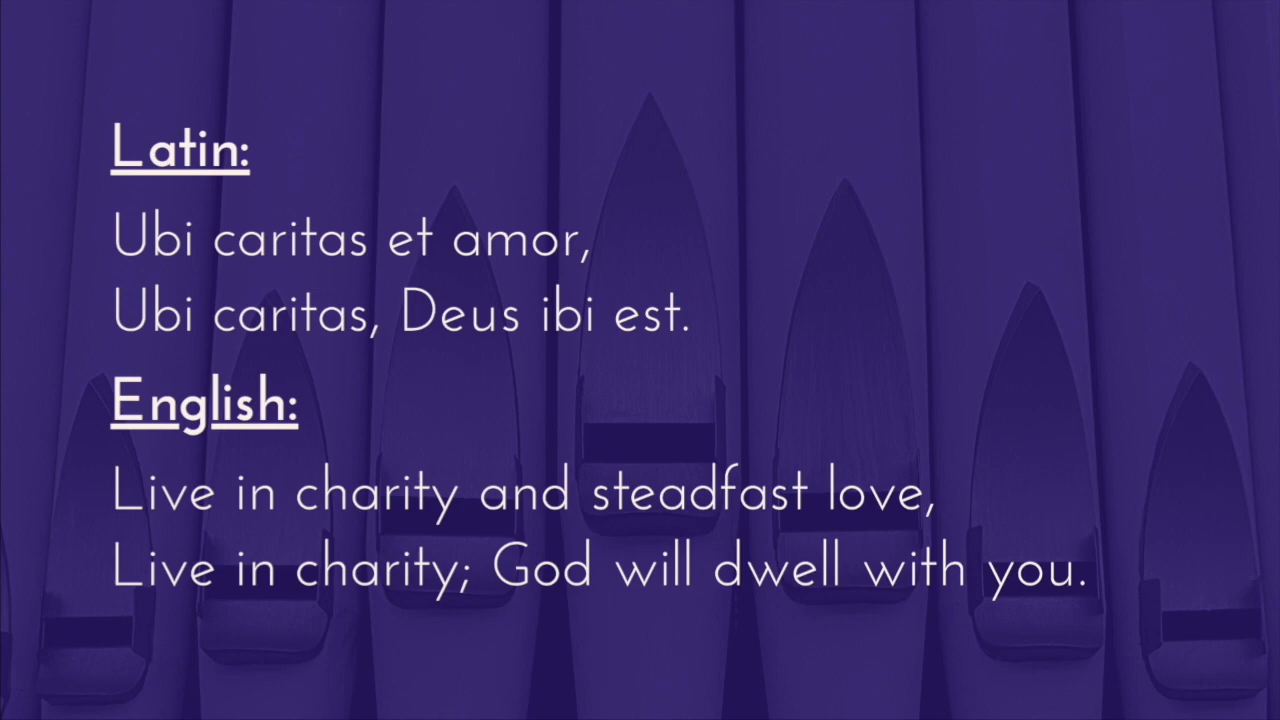 Latin:
Ubi caritas et amor,
Ubi caritas, Deus ibi est.
English:
Live in charity and steadfast love,
Live in charity; God will dwell with you.